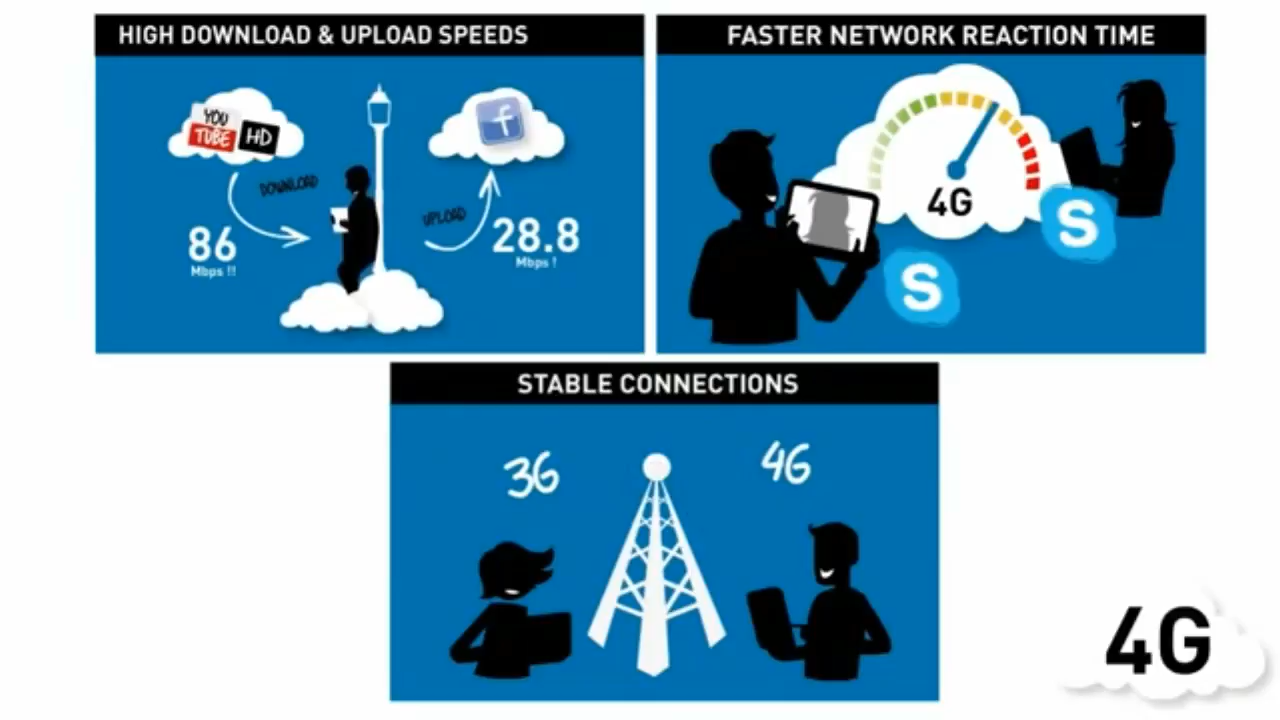 HIGH DOWNLOAD & UPLOAD SPEEDS
YOU
TUBE HD
f
DOWNLOAD
UPLOAD
86
Mbps !!
28.8
Mbps !
FASTER NETWORK REACTION TIME
4G
S
S
STABLE CONNECTIONS
3G
4G
4G